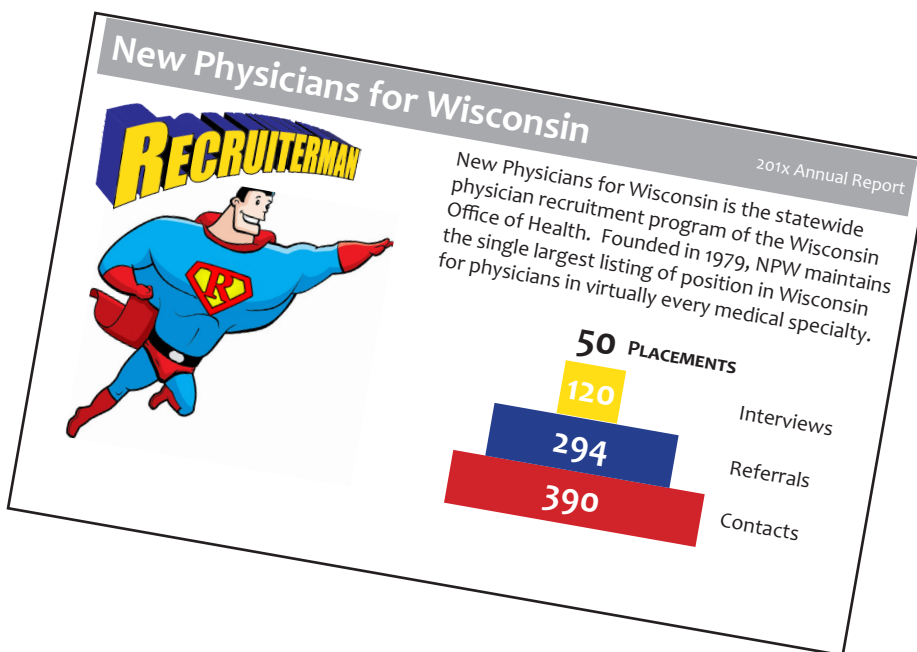 New Physicians for Wisconsin
201x Annual Report
RECRUITERMAN
R
New Physicians for Wisconsin is the statewide
physician recruitment program of the Wisconsin
Office of Health. Founded in 1979, NPW maintains
the single largest listing of position in Wisconsin
for physicians in virtually every medical specialty.
50 PLACEMENTS
120 Interviews
294 Referrals
390 Contacts